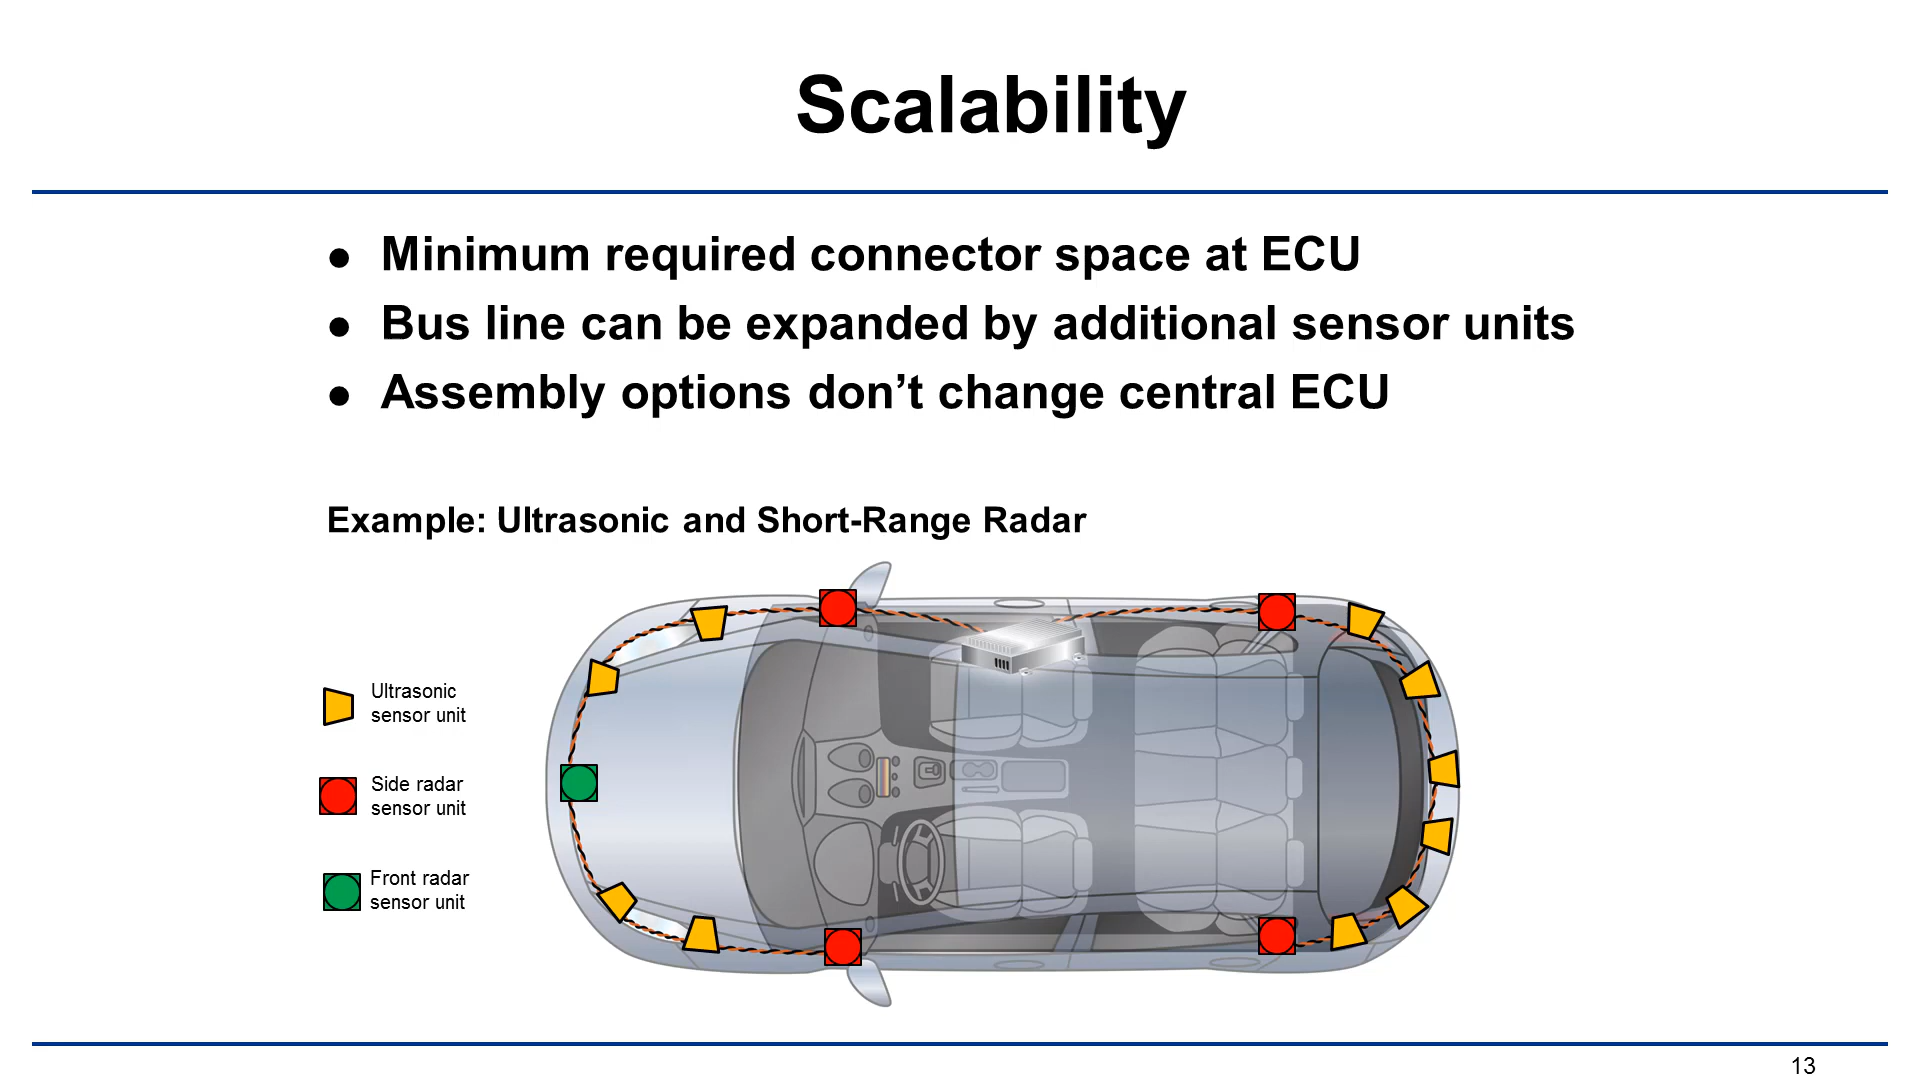 Scalability
● Minimum required connector space at ECU
● Bus line can be expanded by additional sensor units
● Assembly options don’t change central ECU
Example: Ultrasonic and Short-Range Radar
Ultrasonic
sensor unit
Side radar
sensor unit
Front radar
sensor unit
13